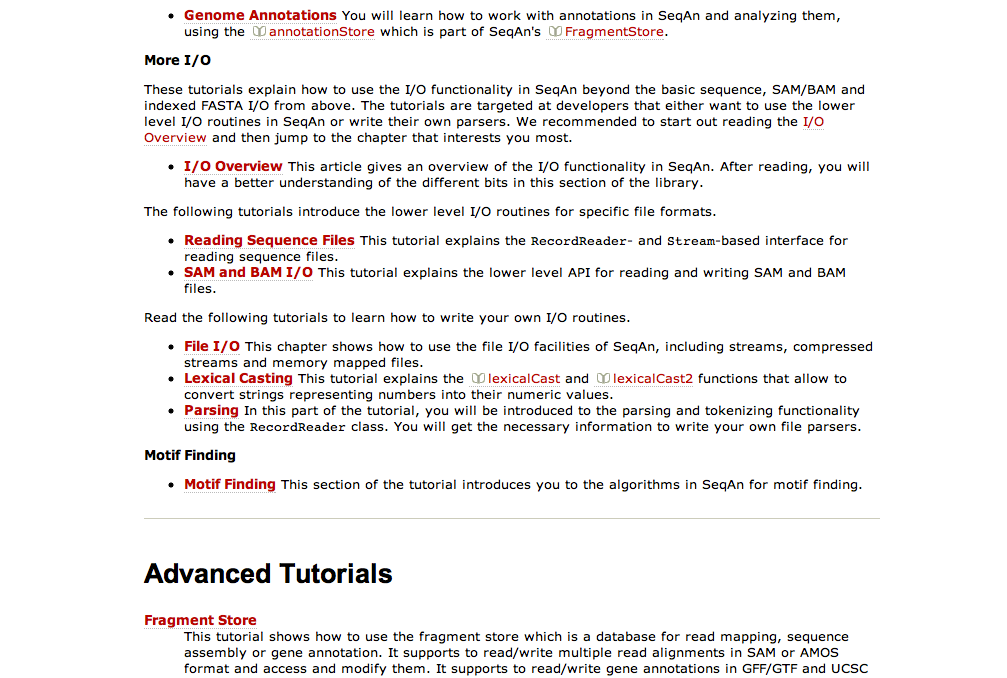 Genome Annotations You will learn how to work with annotations in SeqAn and analyzing them,
using the annotationStore which is part of SeqAn's FragmentStore.
More I/O
These tutorials explain how to use the I/O functionality in SeqAn beyond the basic sequence, SAM/BAM and
indexed FASTA I/O from above. The tutorials are targeted at developers that either want to use the lower
level I/O routines in SeqAn or write their own parsers. We recommended to start out reading the I/O
Overview and then jump to the chapter that interests you most.
I/O Overview This article gives an overview of the I/O functionality in SeqAn. After reading, you will
have a better understanding of the different bits in this section of the library.
The following tutorials introduce the lower level I/O routines for specific file formats.
Reading Sequence Files This tutorial explains the RecordReader- and Stream-based interface for
reading sequence files.
SAM and BAM I/O This tutorial explains the lower level API for reading and writing SAM and BAM
files.
Read the following tutorials to learn how to write your own I/O routines.
File I/O This chapter shows how to use the file I/O facilities of SeqAn, including streams, compressed
streams and memory mapped files.
Lexical Casting This tutorial explains the lexicalCast and lexicalCast2 functions that allow to
convert strings representing numbers into their numeric values.
Parsing In this part of the tutorial, you will be introduced to the parsing and tokenizing functionality
using the RecordReader class. You will get the necessary information to write your own file parsers.
Motif Finding
Motif Finding This section of the tutorial introduces you to the algorithms in SeqAn for motif finding.
Advanced Tutorials
Fragment Store
This tutorial shows how to use the fragment store which is a database for read mapping, sequence
assembly or gene annotation. It supports to read/write multiple read alignments in SAM or AMOS
format and access and modify them. It supports to read/write gene annotations in GFF/GTF and UCSC